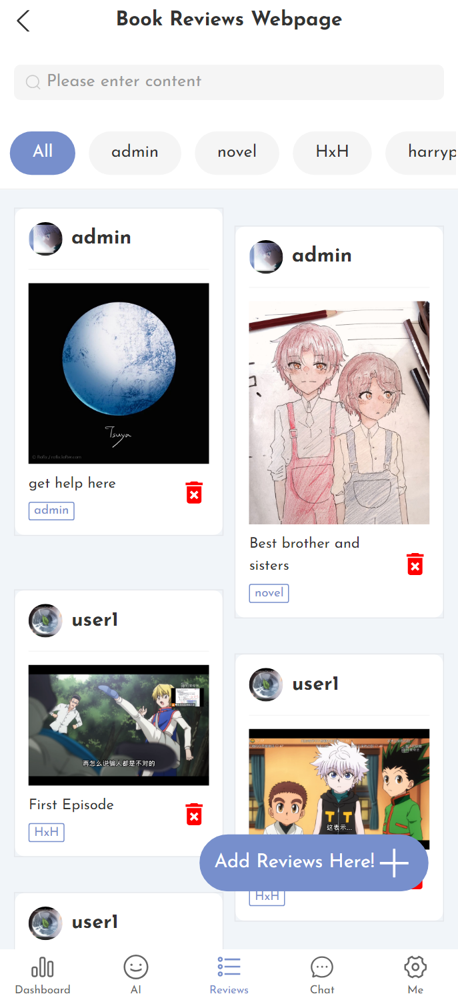 Book Reviews Webpage
Please enter content
All
admin
novel
HxH
harryp
admin
Tsuya
get help here
admin
admin
Best brother and
sisters
novel
user1
再怎么说骗人都是不对的
First Episode
HxH
user1
这表示...
Add Reviews Here!
HxH
user1
Dashboard
AI
Reviews
Chat
Me